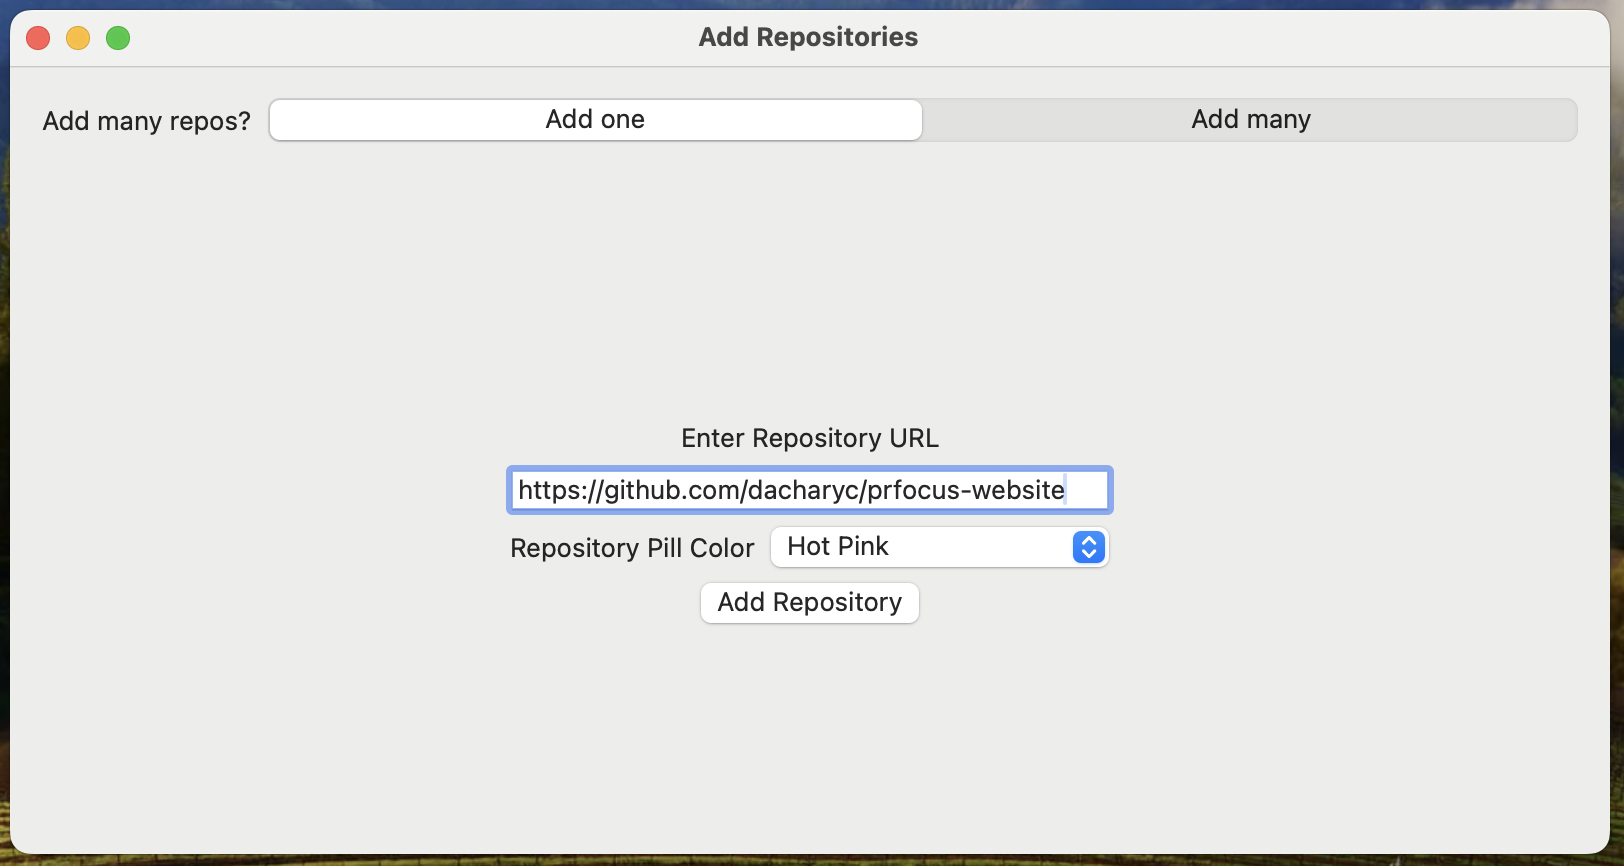 Add Repositories
Add many repos? Add one Add many
Enter Repository URL
https://github.com/dacharyc/prfocus-website
Repository Pill Color Hot Pink
Add Repository